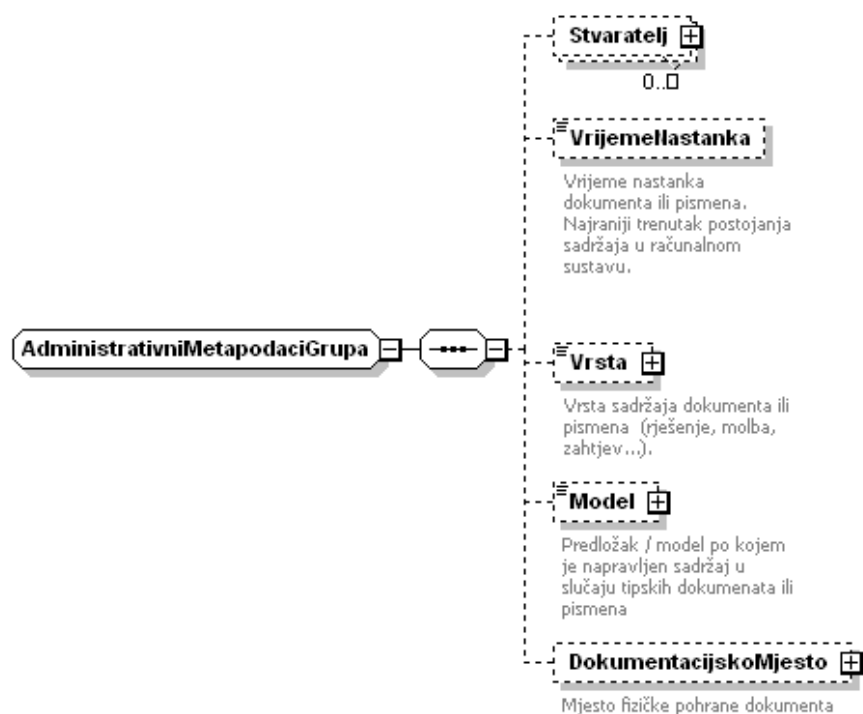 Stvaratelj
0..
VrijemeNastanka
Vrijeme nastanka
dokumenta ili pismena.
Najraniji trenutak postojanja
sadržaja u računalnom
sustavu.
AdministrativniMetapodaciGrupa
Vrsta
Vrsta sadržaja dokumenta ili
pismena (rješenje, molba,
zahtjev...).
Model
Predložak / model po kojem
je napravljen sadržaj u
slučaju tipskih dokumenata ili
pismena
DokumentacijskoMjesto
Mjesto fizičke pohrane dokumenta